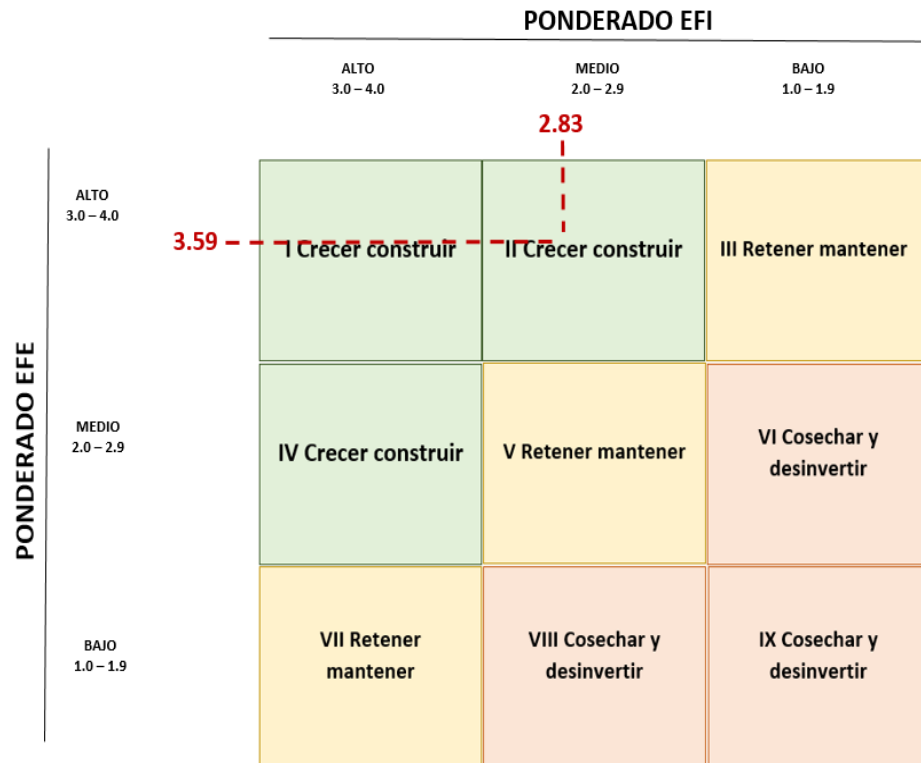 PONDERADO EFI
ALTO
3.0 – 4.0
MEDIO
2.0 – 2.9
BAJO
1.0 – 1.9
2.83
PONDERADO EFE
ALTO
3.0 – 4.0
3.59
I Crecer construir
II Crecer construir
III Retener mantener
MEDIO
2.0 – 2.9
IV Crecer construir
V Retener mantener
VI Cosechar y
desinvertir
BAJO
1.0 – 1.9
VII Retener
mantener
VIII Cosechar y
desinvertir
IX Cosechar y
desinvertir